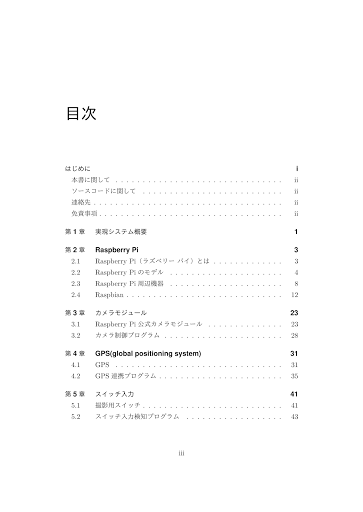 目次
はじめに i
本書に関して . . . . . . . . . . . . . . . . . . . . . . . . . . . . . ii
ソースコードに関して . . . . . . . . . . . . . . . . . . . . . . . . ii
連絡先 . . . . . . . . . . . . . . . . . . . . . . . . . . . . . . . . ii
免責事項 . . . . . . . . . . . . . . . . . . . . . . . . . . . . . . . ii
第 1 章 実現システム概要 1
第 2 章 Raspberry Pi 3
2.1 Raspberry Pi（ラズベリー パイ）とは . . . . . . . . . . . . 3
2.2 Raspberry Pi のモデル . . . . . . . . . . . . . . . . . . . 4
2.3 Raspberry Pi 周辺機器 . . . . . . . . . . . . . . . . . . . 8
2.4 Raspbian . . . . . . . . . . . . . . . . . . . . . . . . . . . 12
第 3 章 カメラモジュール 23
3.1 Raspberry Pi 公式カメラモジュール . . . . . . . . . . . . . 23
3.2 カメラ制御プログラム . . . . . . . . . . . . . . . . . . . . 27
第 4 章 GPS(global positioning system) 31
4.1 GPS . . . . . . . . . . . . . . . . . . . . . . . . . . . . . 31
4.2 GPS 連携プログラム . . . . . . . . . . . . . . . . . . . . . 35
第 5 章 スイッチ入力 41
5.1 撮影用スイッチ . . . . . . . . . . . . . . . . . . . . . . . . 41
5.2 スイッチ入力検知プログラム . . . . . . . . . . . . . . . . . 43
iii